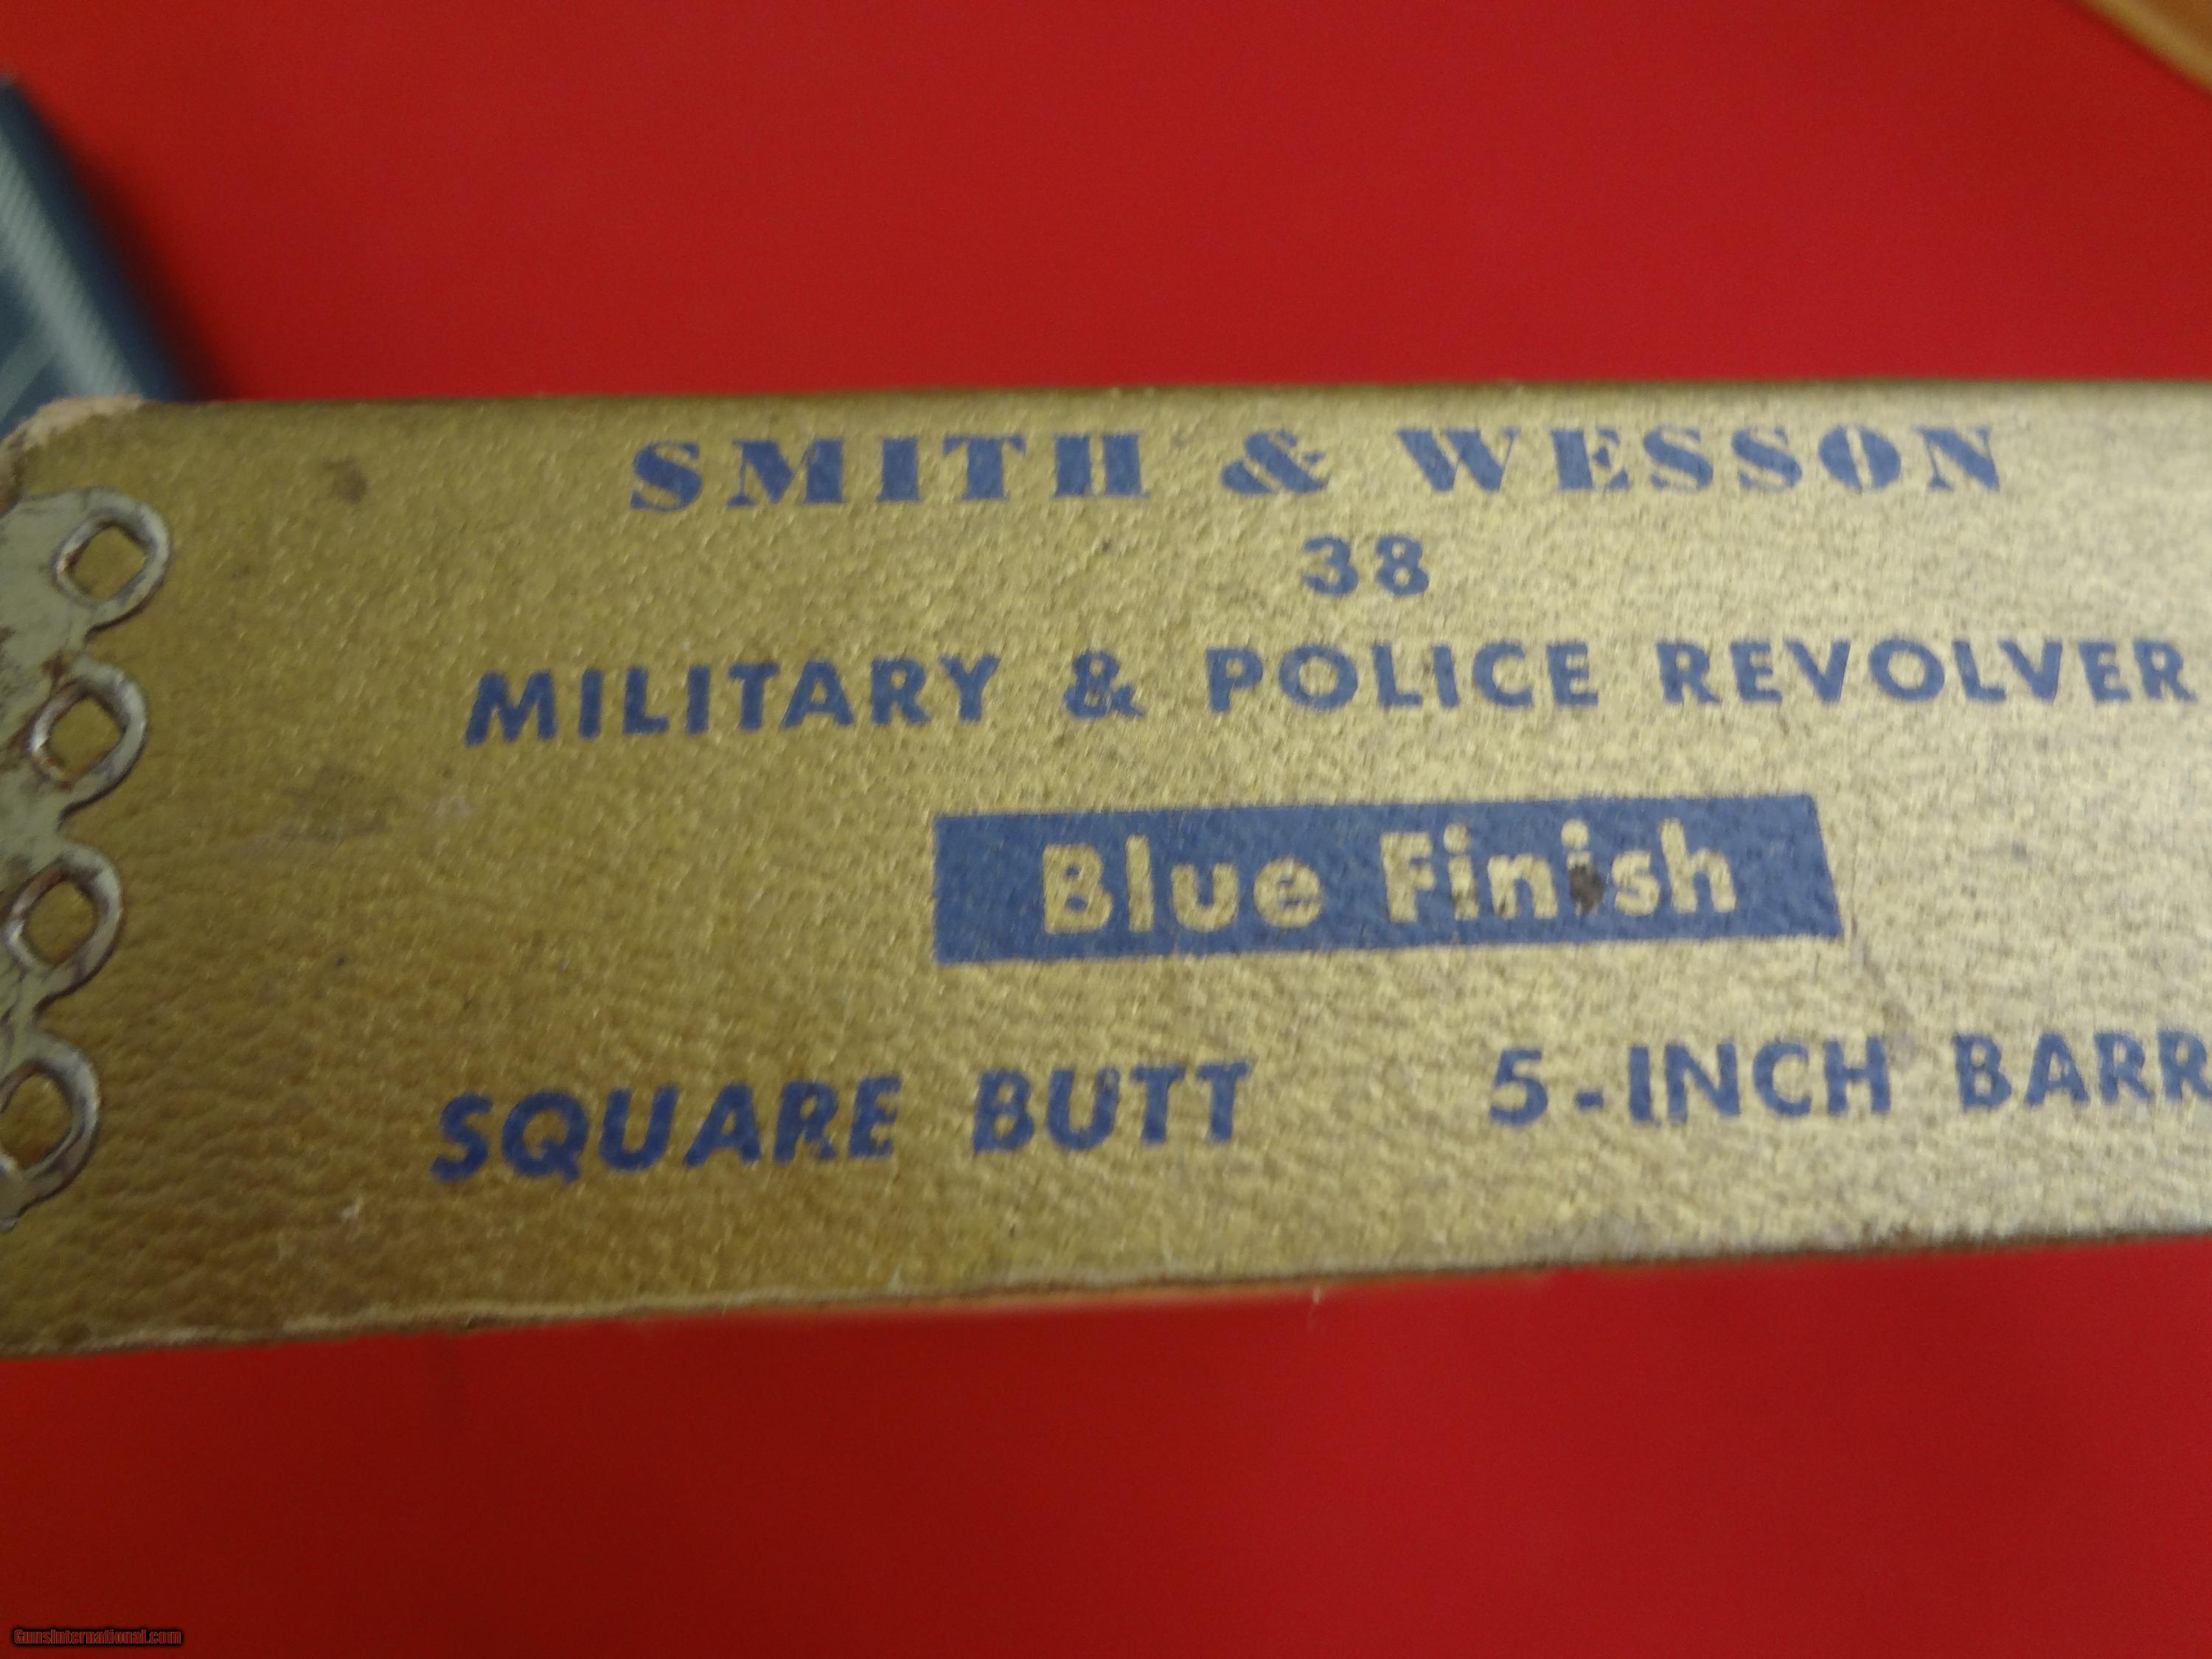 SMITH & WESSON
38
MILITARY & POLICE REVOLVER
Blue Finish
SQUARE BUTT 5-INCH BARR
GunsInternational.com